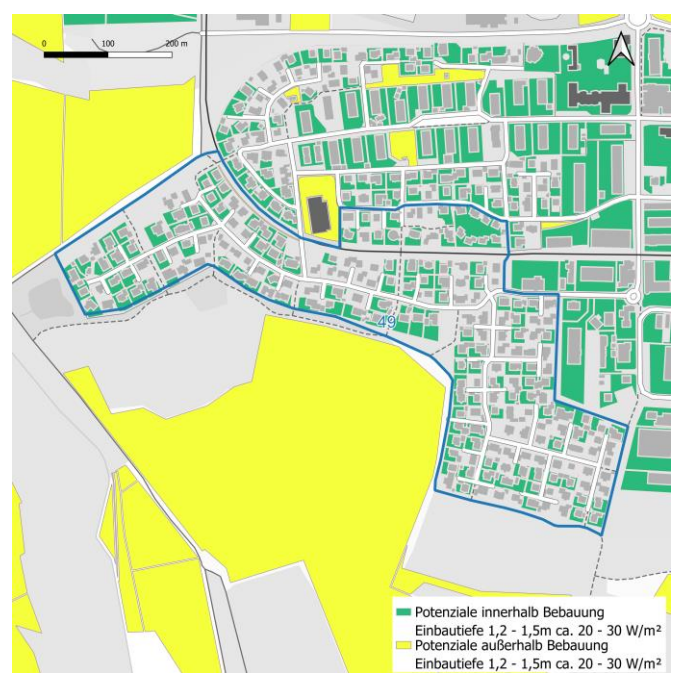 0 100 200 m
49
Potenziale innerhalb Bebauung
Einbautiefe 1,2 - 1,5m ca. 20 - 30 W/m²
Potenziale außerhalb Bebauung
Einbautiefe 1,2 - 1,5m ca. 20 - 30 W/m²